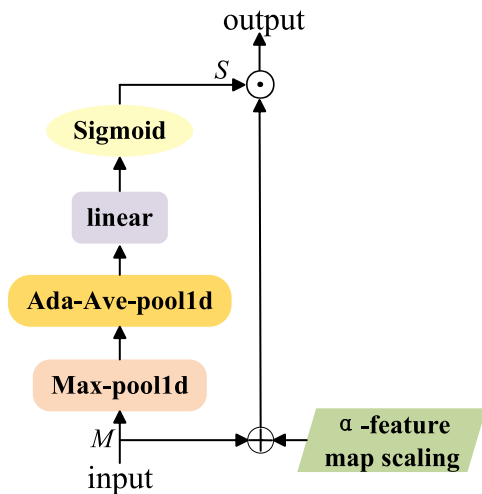 output
S
Sigmoid
linear
Ada-Ave-pool1d
Max-pool1d
α-feature
map scaling
M
input